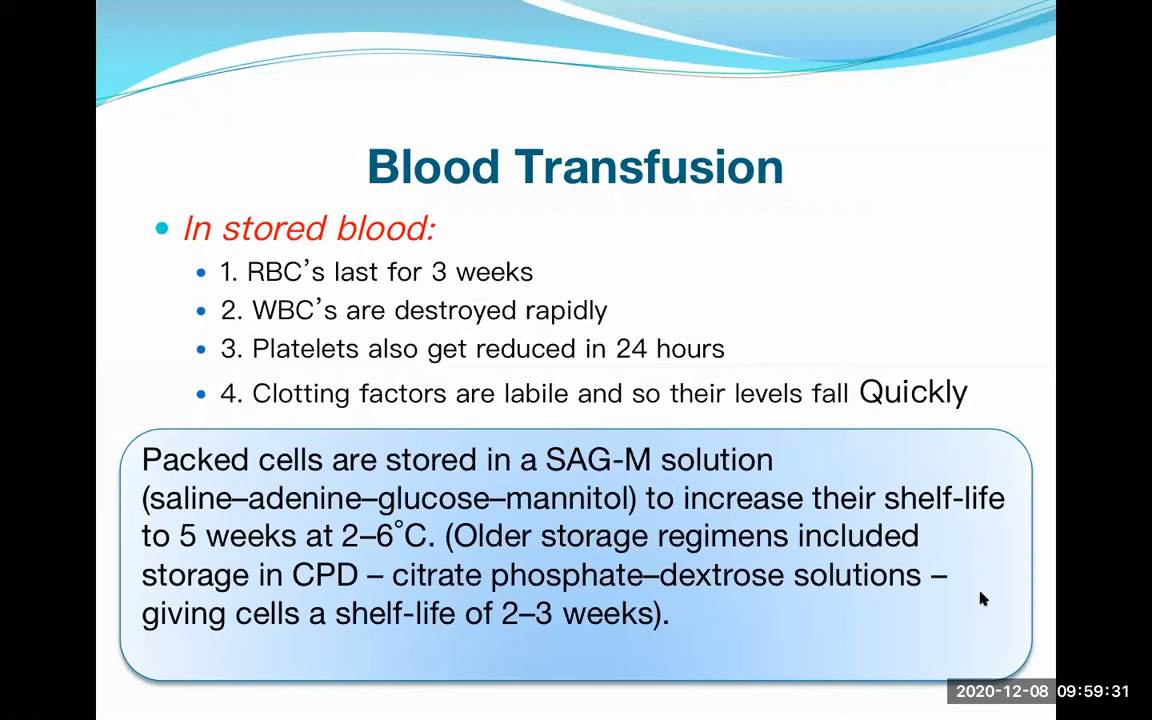 Blood Transfusion
• In stored blood:
• 1. RBC’s last for 3 weeks
• 2. WBC’s are destroyed rapidly
• 3. Platelets also get reduced in 24 hours
• 4. Clotting factors are labile and so their levels fall Quickly
Packed cells are stored in a SAG-M solution
(saline–adenine–glucose–mannitol) to increase their shelf-life
to 5 weeks at 2–6°C. (Older storage regimens included
storage in CPD – citrate phosphate–dextrose solutions –
giving cells a shelf-life of 2–3 weeks).
2020-12-08 09:59:31